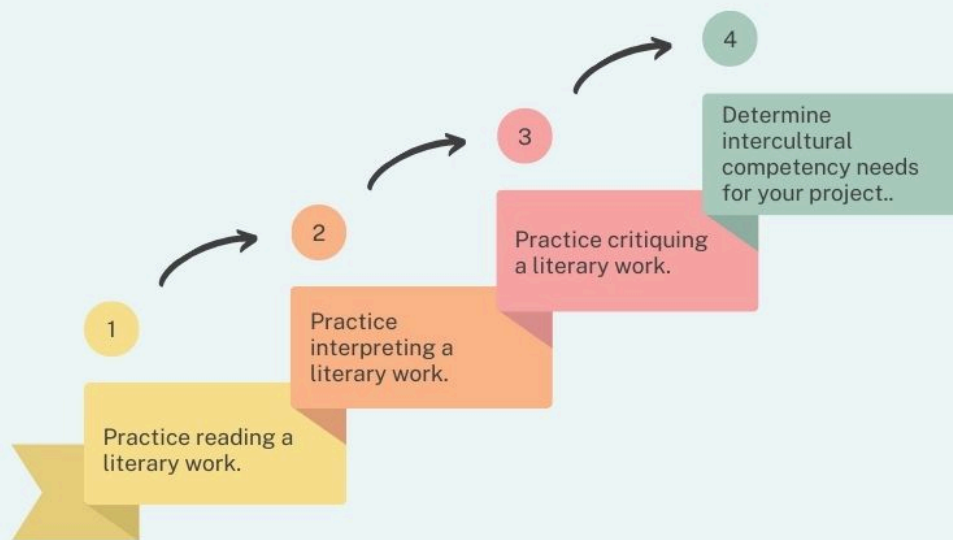 1
Practice reading a
literary work.
2
Practice
interpreting a
literary work.
3
Practice critiquing
a literary work.
4
Determine
intercultural
competency needs
for your project..